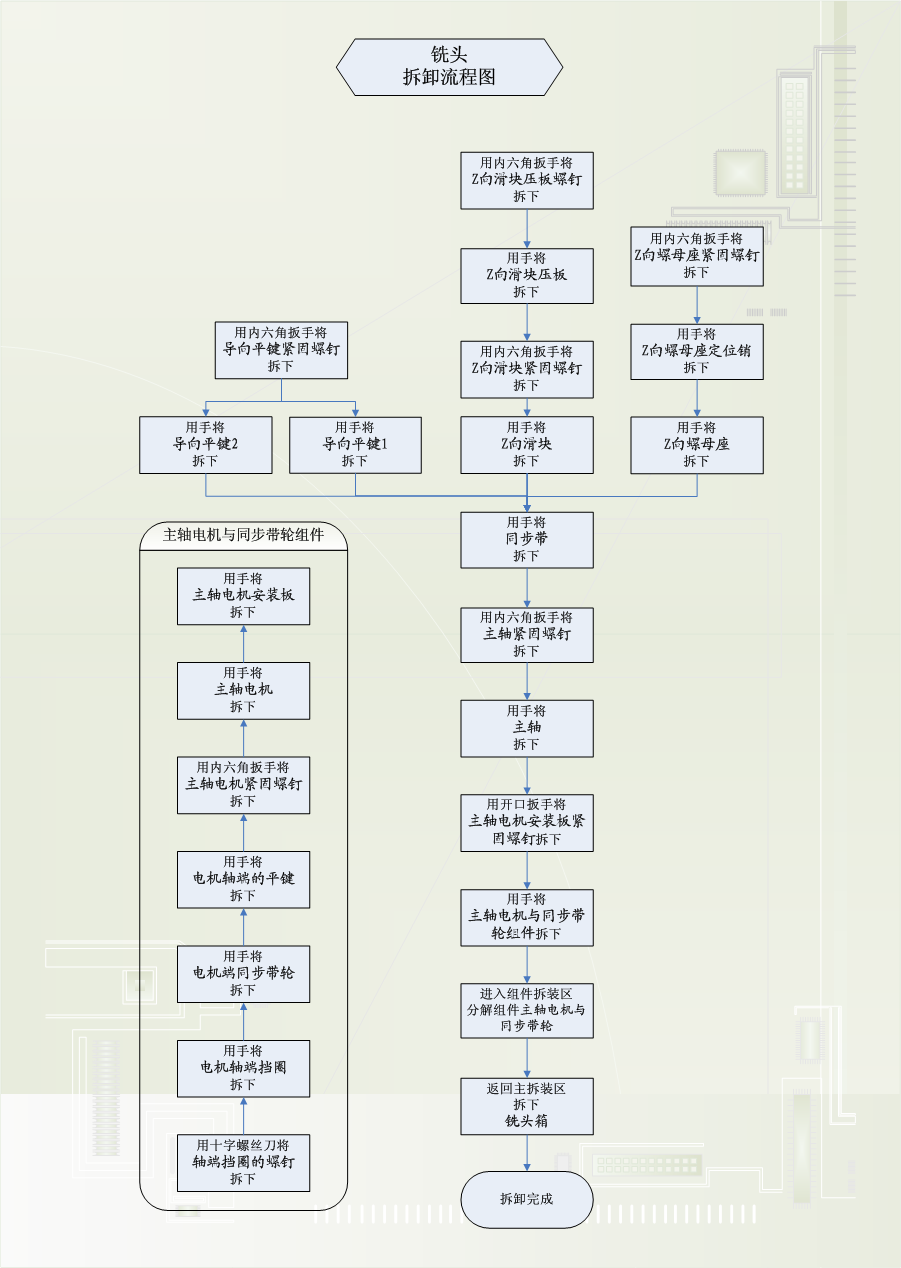 铣头
拆卸流程图
用内六角扳手将
Z向滑块压板螺钉
拆下
用手将
Z向滑块压板
拆下
用内六角扳手将
Z向滑块紧固螺钉
拆下
用手将
Z向滑块
拆下
用内六角扳手将
Z向螺母座紧固螺钉
拆下
用手将
Z向螺母座定位销
拆下
用手将
Z向螺母座
拆下
用内六角扳手将
导向平键紧固螺钉
拆下
用手将
导向平键2
拆下
用手将
导向平键1
拆下
用手将
同步带
拆下
用内六角扳手将
主轴紧固螺钉
拆下
用手将
主轴
拆下
用开口扳手将
主轴电机安装板紧
固螺钉拆下
用手将
主轴电机与同步带
轮组件拆下
进入组件拆装区
分解组件主轴电机与
同步带轮
返回主拆装区
拆下
铣头箱
拆卸完成
主轴电机与同步带轮组件
用手将
主轴电机安装板
拆下
用手将
主轴电机
拆下
用内六角扳手将
主轴电机紧固螺钉
拆下
用手将
电机轴端的平键
拆下
用手将
电机端同步带轮
拆下
用手将
电机轴端挡圈
拆下
用十字螺丝刀将
轴端挡圈的螺钉
拆下